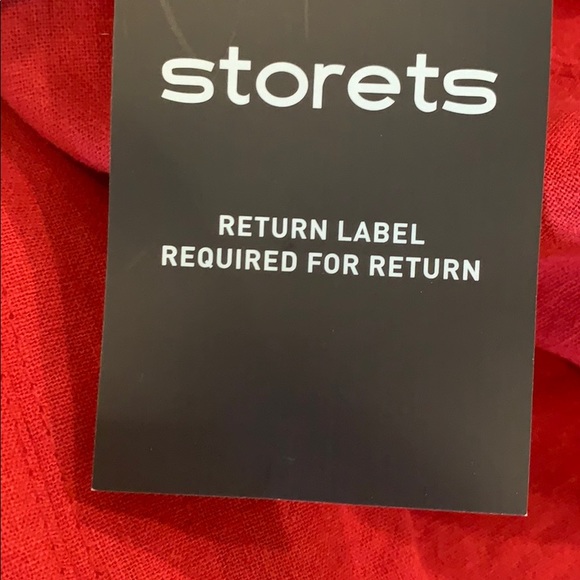 storets
RETURN LABEL
REQUIRED FOR RETURN